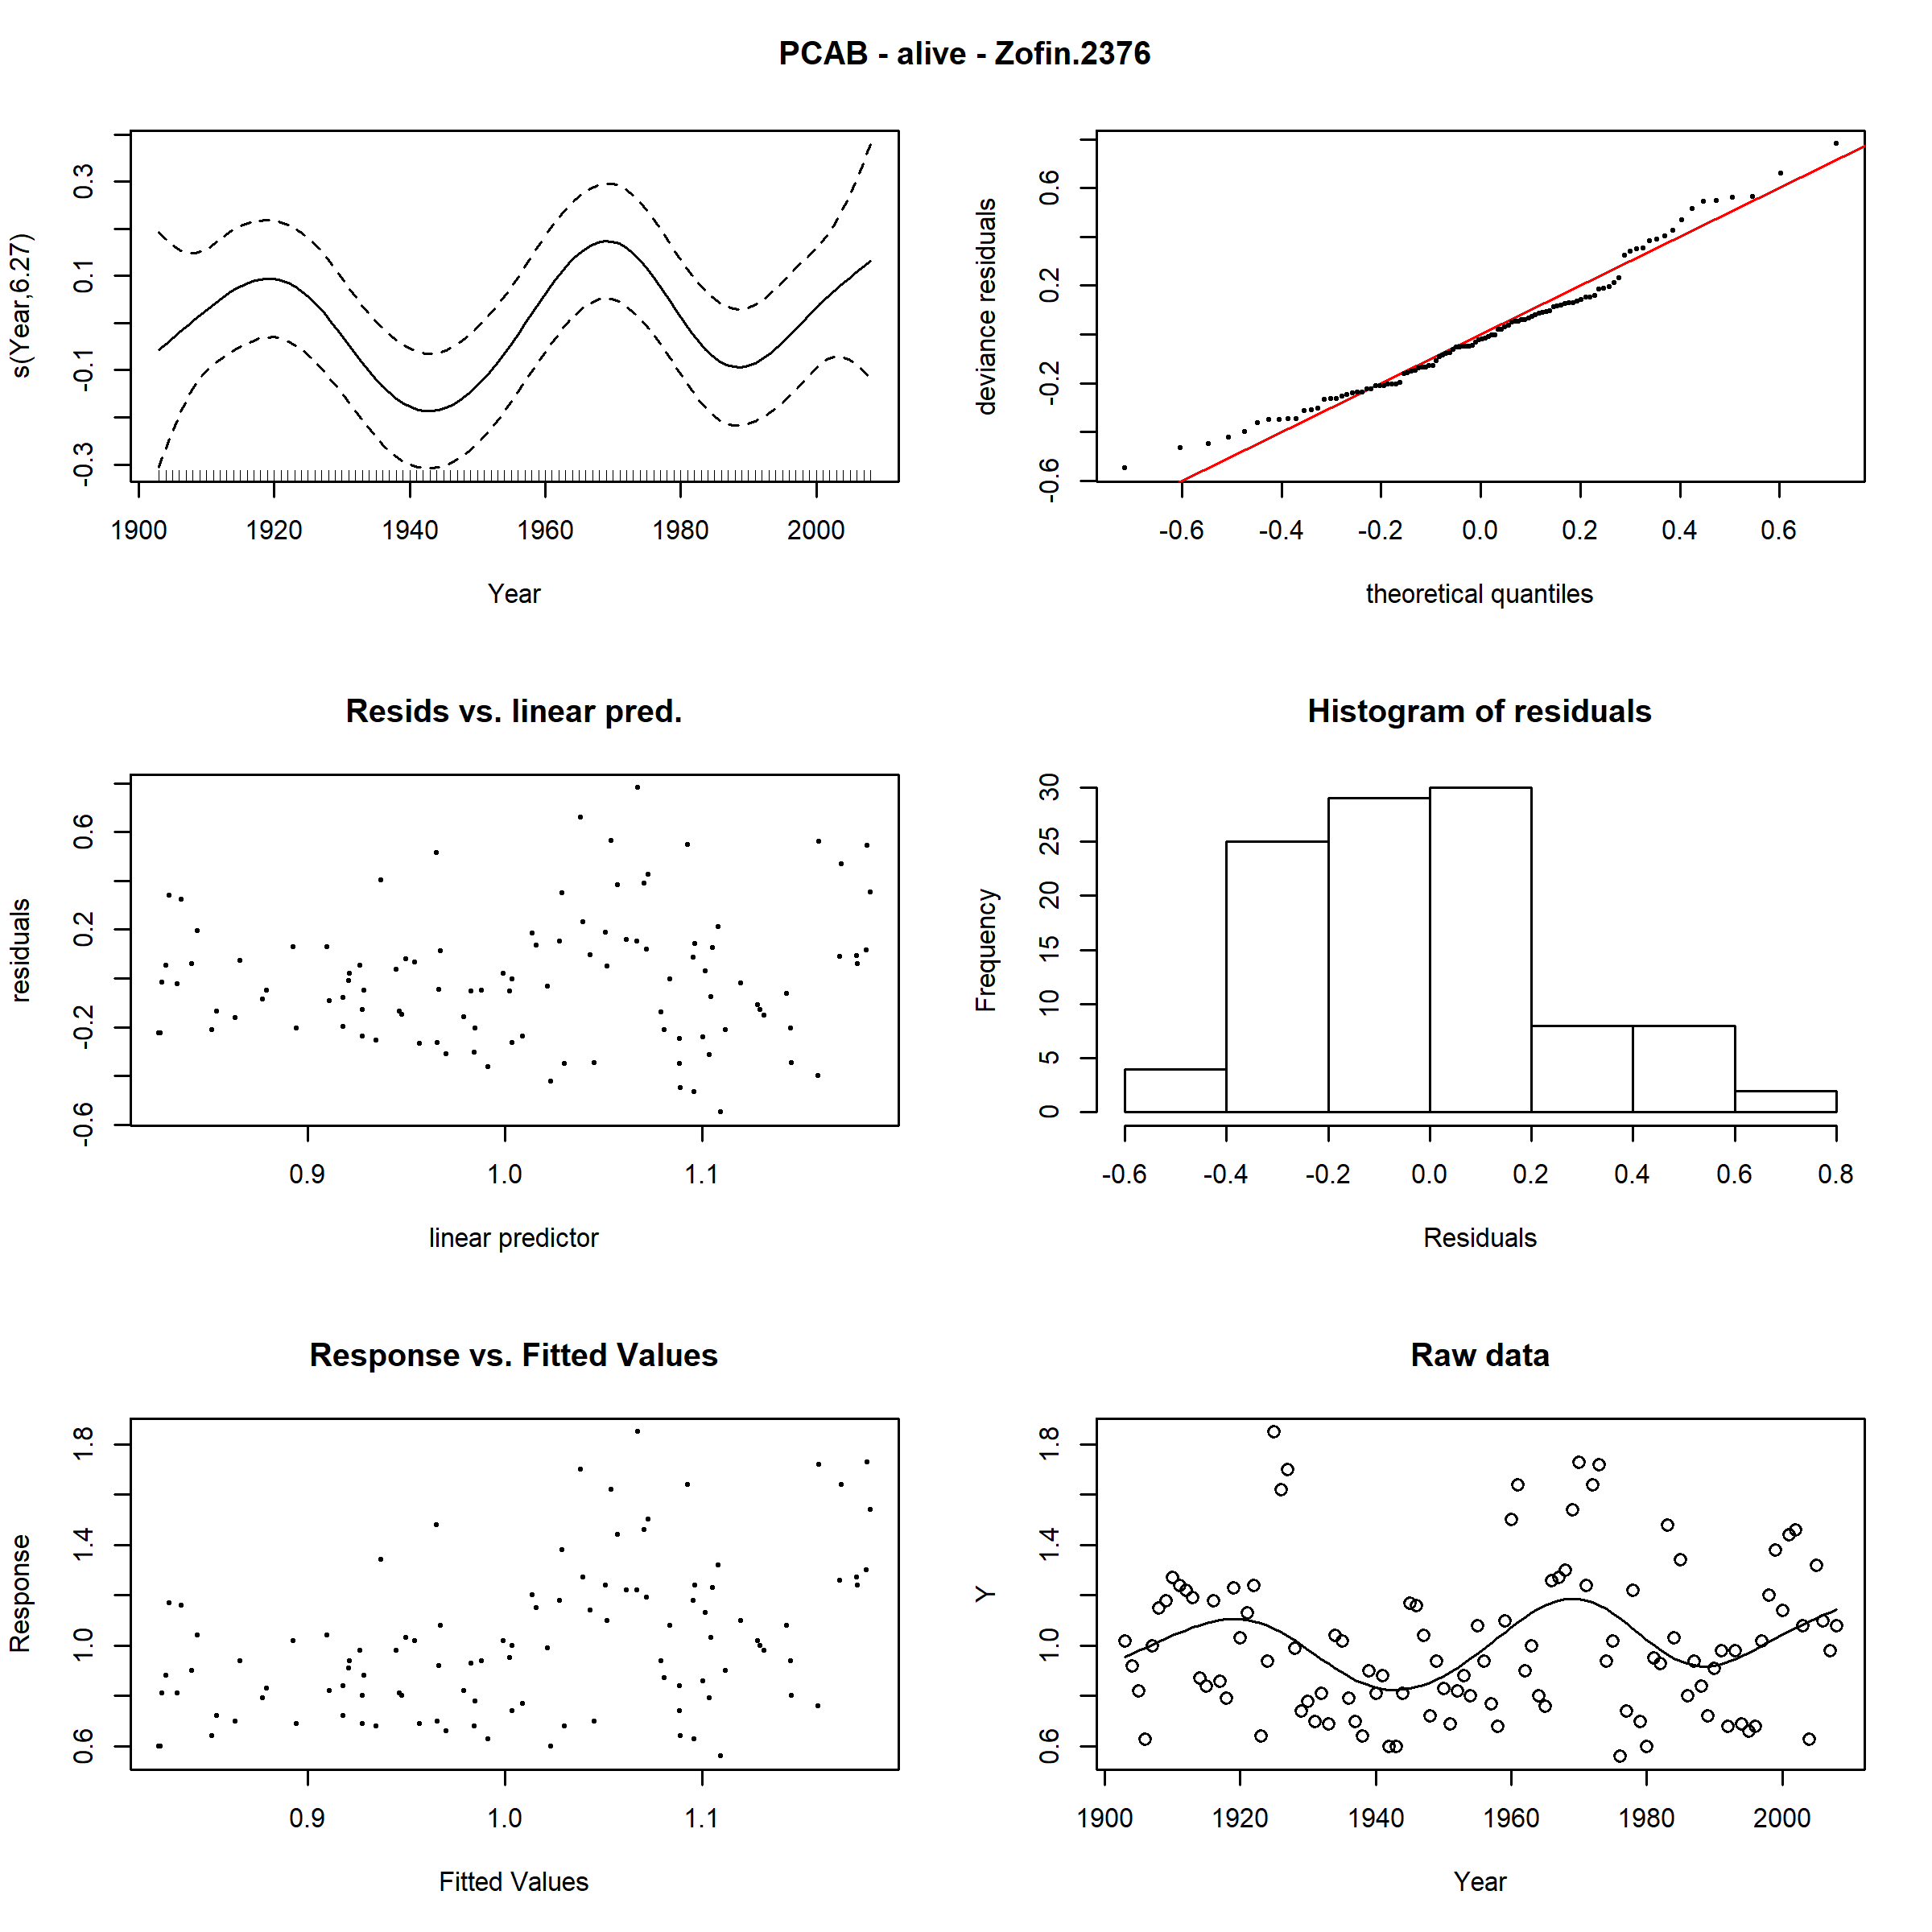 PCAB - alive - Zofin.2376
s(Year,6.27)
-0.3 -0.1 0.1 0.3
1900 1920 1940 1960 1980 2000
Year
deviance residuals
-0.6 -0.2 0.2 0.6
-0.6 -0.4 -0.2 0.0 0.2 0.4 0.6
theoretical quantiles
Resids vs. linear pred.
residuals
-0.6 -0.2 0.2 0.6
0.9 1.0 1.1
linear predictor
Histogram of residuals
Frequency
0 5 10 15 20 25 30
-0.6 -0.4 -0.2 0.0 0.2 0.4 0.6 0.8
Residuals
Response vs. Fitted Values
Response
0.6 1.0 1.4 1.8
0.9 1.0 1.1
Fitted Values
Raw data
Y
0.6 1.0 1.4 1.8
1900 1920 1940 1960 1980 2000
Year